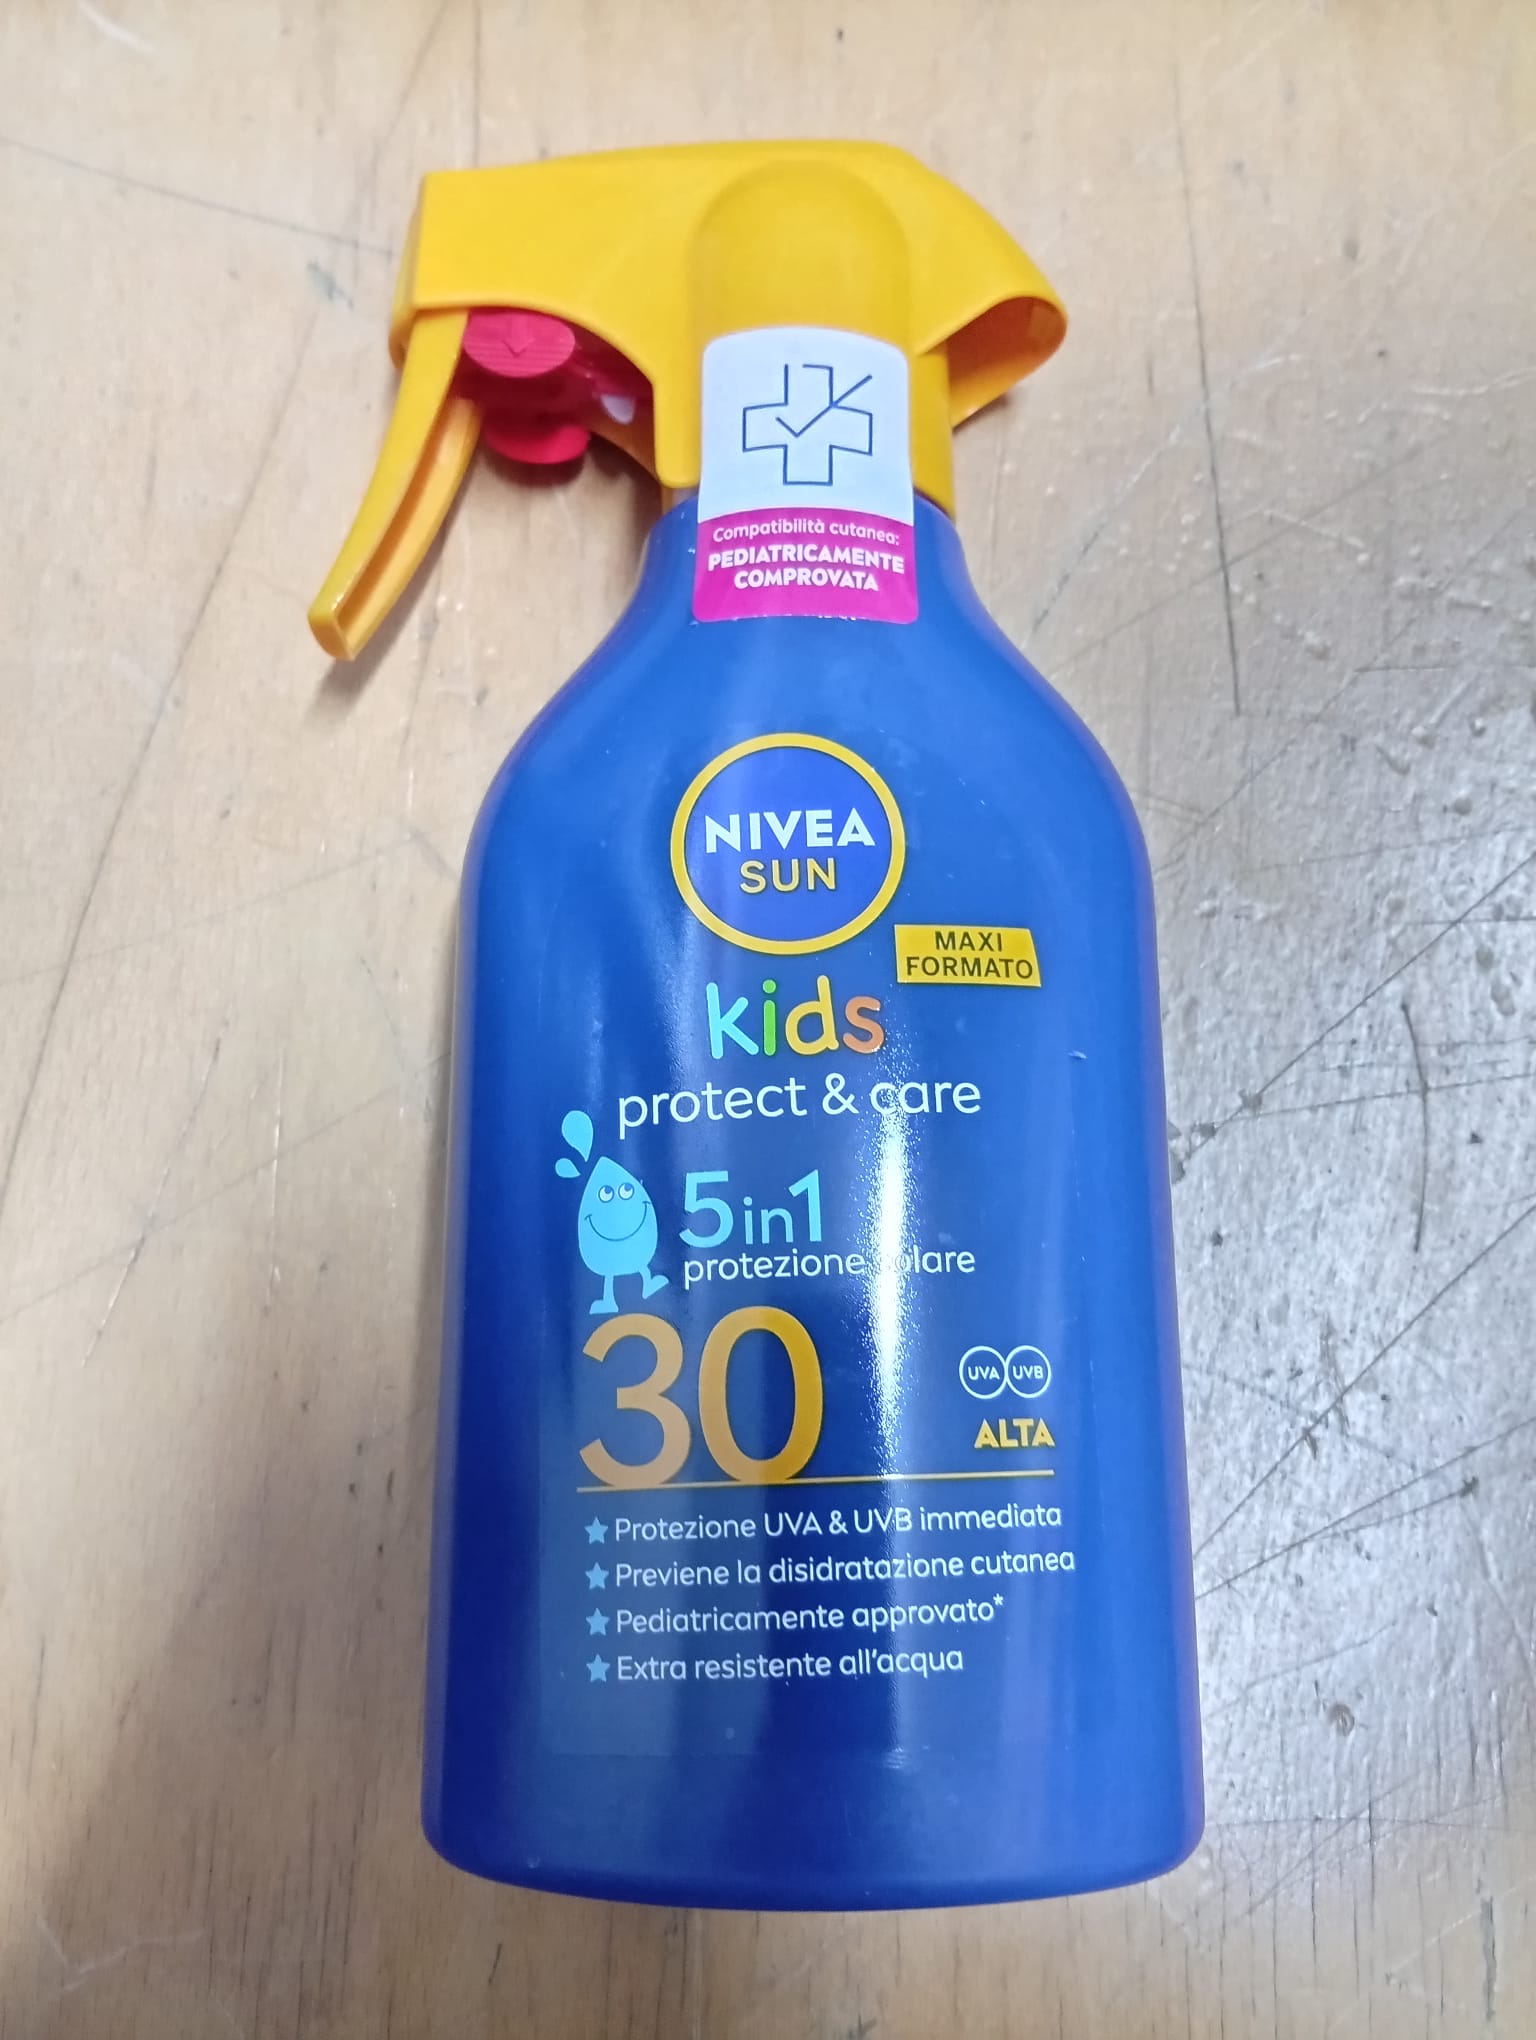 Compatibilità cutanea:
PEDIATRICAMENTE
COMPROVATA
NIVEA
SUN
MAXI
FORMATO
kids
protect & care
5in1
protezione solare
30
UVA UVB
ALTA
Protezione UVA & UVB immediata
Previene la disidratazione cutanea
Pediatricamente approvato*
Extra resistente all'acqua